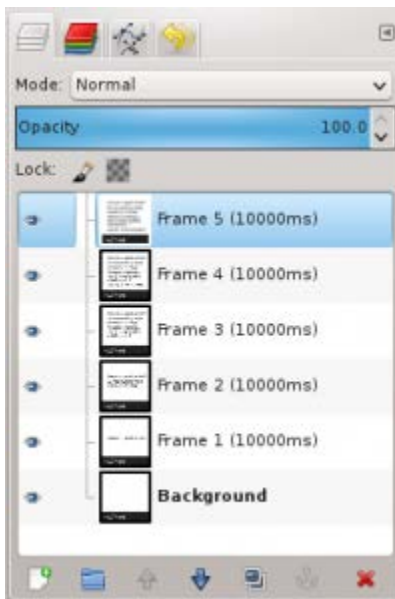 Mode: Normal
Opacity 100.0
Lock:
Frame 5 (10000ms)
Frame 4 (10000ms)
Frame 3 (10000ms)
Frame 2 (10000ms)
Frame 1 (10000ms)
Background